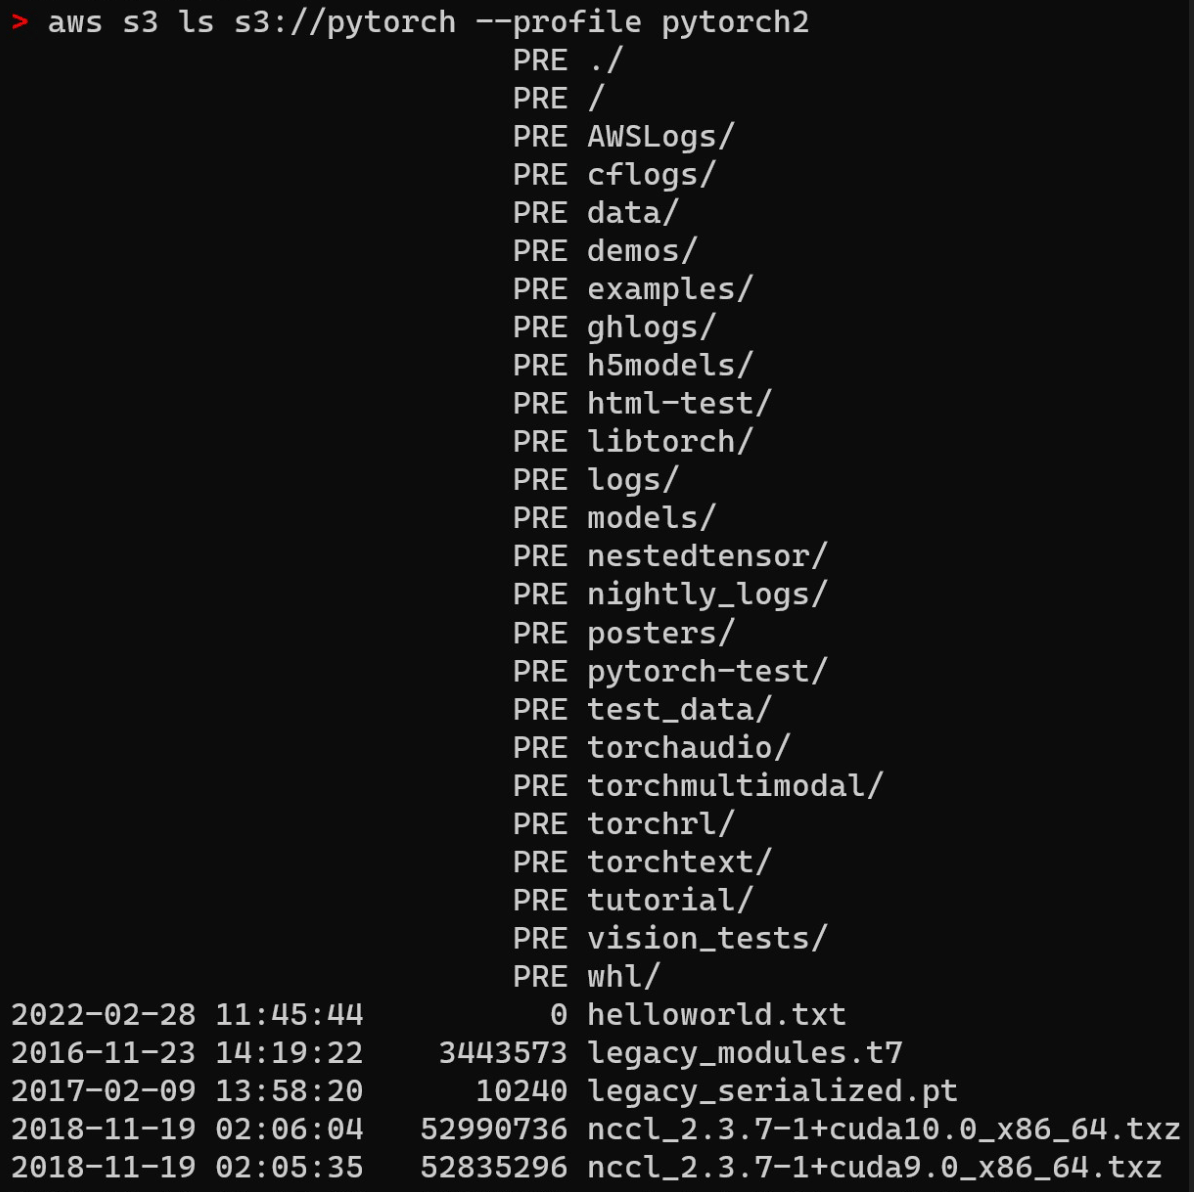 > aws s3 ls s3://pytorch --profile pytorch2
PRE ./
PRE /
PRE AWSLogs/
PRE cflogs/
PRE data/
PRE demos/
PRE examples/
PRE ghlogs/
PRE h5models/
PRE html-test/
PRE libtorch/
PRE logs/
PRE models/
PRE nestedtensor/
PRE nightly_logs/
PRE posters/
PRE pytorch-test/
PRE test_data/
PRE torchaudio/
PRE torchmultimodal/
PRE torchrl/
PRE torchtext/
PRE tutorial/
PRE vision_tests/
PRE whl/
2022-02-28 11:45:44 0 helloworld.txt
2016-11-23 14:19:22 3443573 legacy_modules.t7
2017-02-09 13:58:20 10240 legacy_serialized.pt
2018-11-19 02:06:04 52990736 nccl_2.3.7-1+cuda10.0_x86_64.txz
2018-11-19 02:05:35 52835296 nccl_2.3.7-1+cuda9.0_x86_64.txz